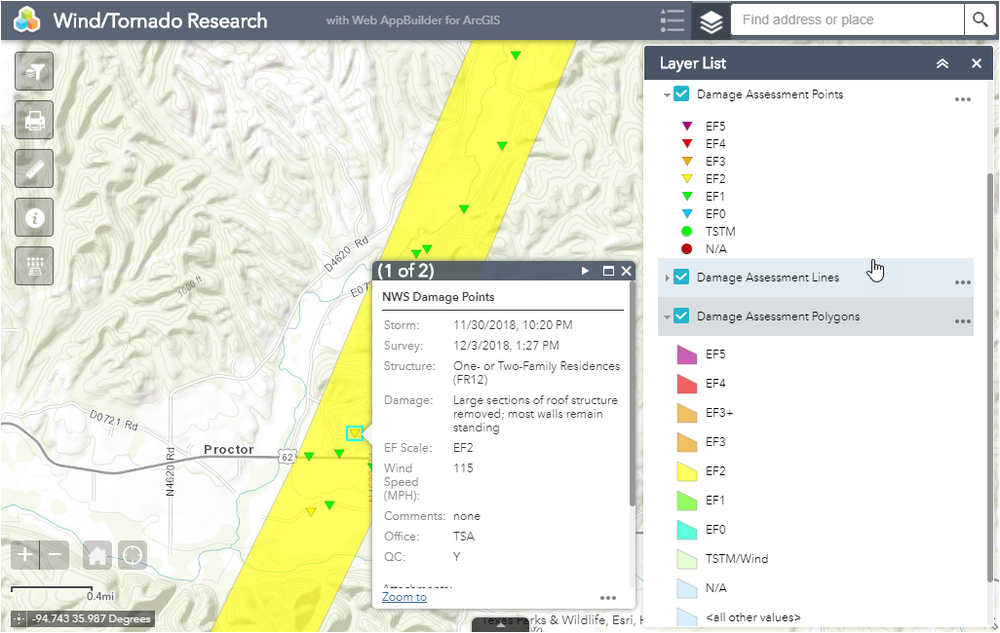 Wind/Tornado Research
with Web AppBuilder for ArcGIS
Find address or place
D4620 Rd
1800 ft
E07
D0721 Rd
Proctor
62
N4620 Rd
0.4mi
-94.743 35.987 Degrees
Texas Parks & Wildlife, Esri, H
(1 of 2)
NWS Damage Points
Storm: 11/30/2018, 10:20 PM
Survey: 12/3/2018, 1:27 PM
Structure: One- or Two-Family Residences
(FR12)
Damage: Large sections of roof structure
removed; most walls remain
standing
EF Scale: EF2
Wind 115
Speed
(MPH):
Comments: none
Office: TSA
QC: Y
Attachments:
Zoom to
Layer List
Damage Assessment Points
EF5
EF4
EF3
EF2
EF1
EF0
TSTM
N/A
Damage Assessment Lines
Damage Assessment Polygons
EF5
EF4
EF3+
EF3
EF2
EF1
EF0
TSTM/Wind
N/A
<all other values>